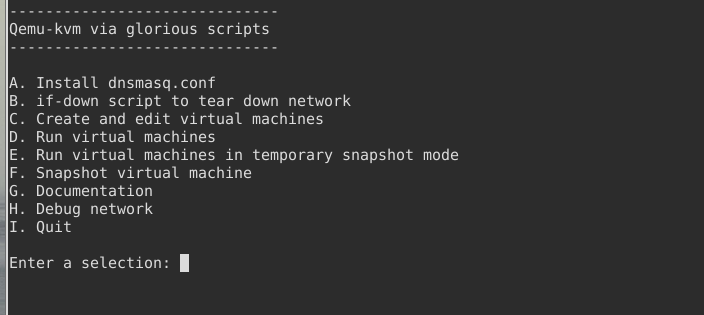 ------------------------------
Qemu-kvm via glorious scripts
------------------------------
A. Install dnsmasq.conf
B. if-down script to tear down network
C. Create and edit virtual machines
D. Run virtual machines
E. Run virtual machines in temporary snapshot mode
F. Snapshot virtual machine
G. Documentation
H. Debug network
I. Quit
Enter a selection: